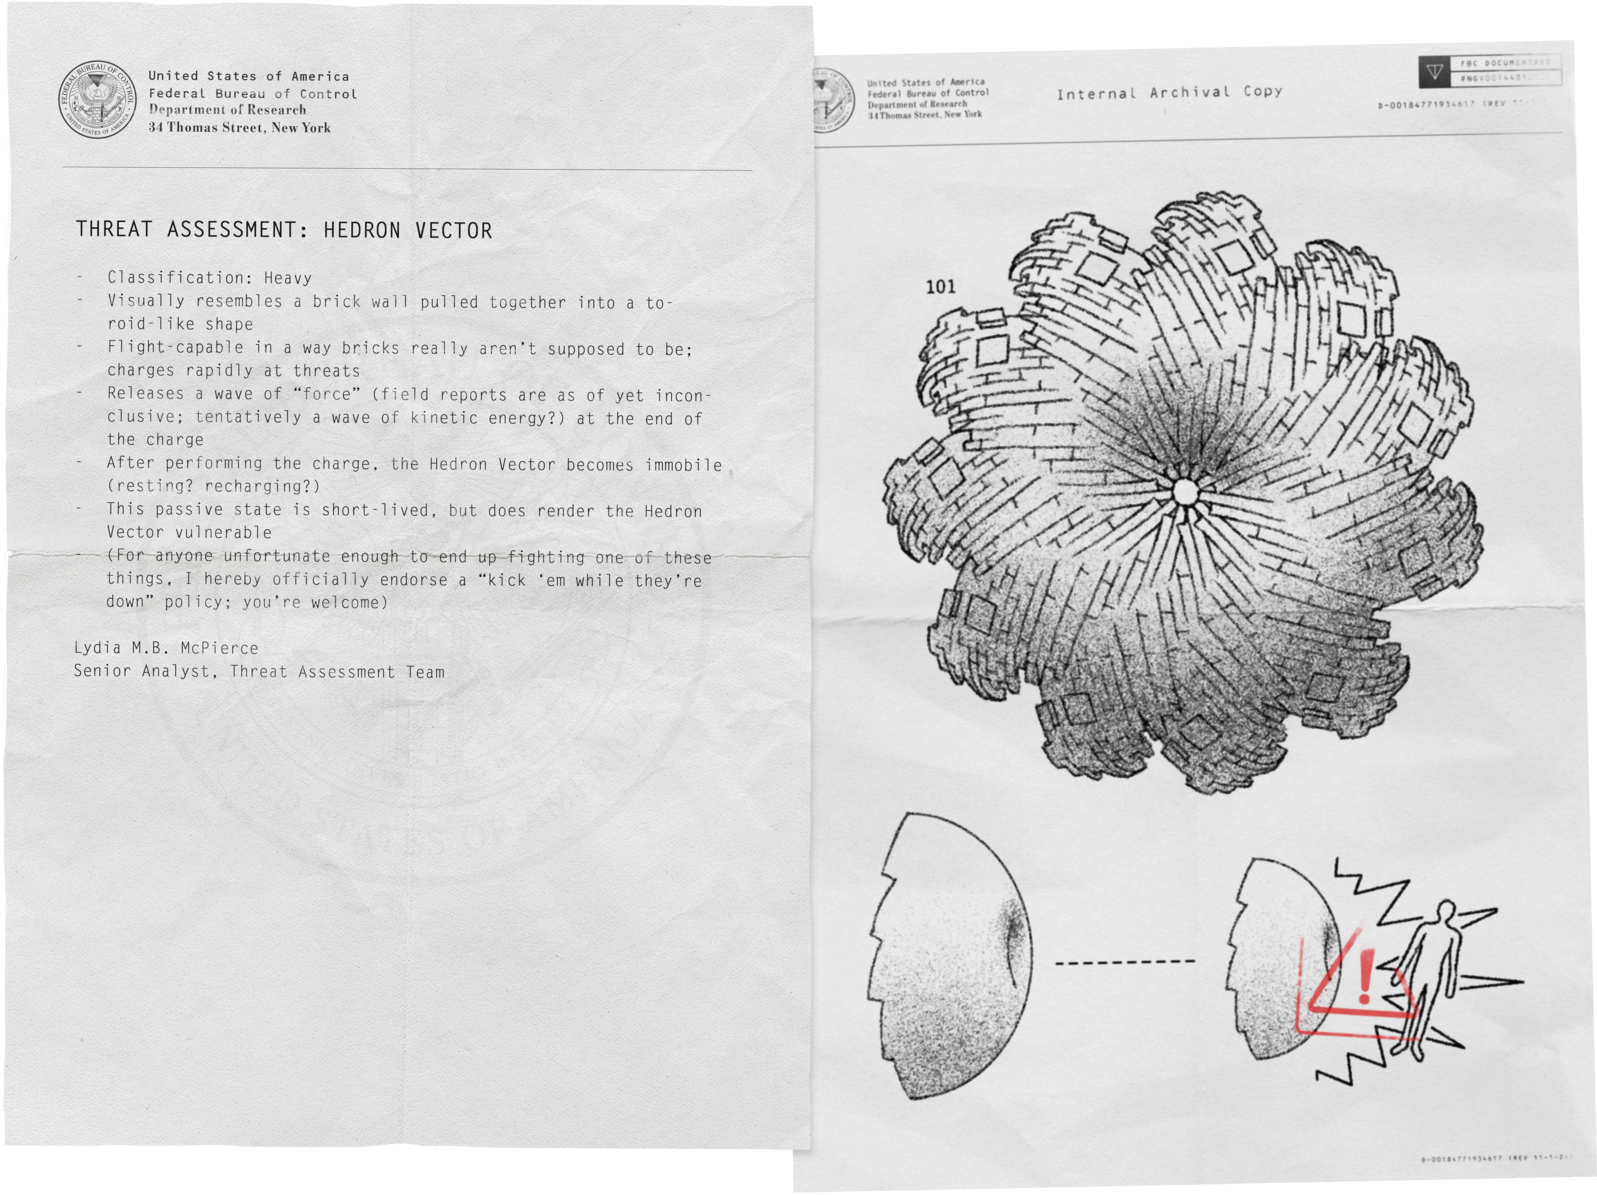 United States of America
Federal Bureau of Control
Department of Research
34 Thomas Street, New York
THREAT ASSESSMENT: HEDRON VECTOR
- Classification: Heavy
- Visually resembles a brick wall pulled together into a to-
roid-like shape
- Flight-capable in a way bricks really aren't supposed to be;
charges rapidly at threats
- Releases a wave of “force” (field reports are as of yet incon-
clusive; tentatively a wave of kinetic energy?) at the end of
the charge
- After performing the charge, the Hedron Vector becomes immobile
(resting? recharging?)
- This passive state is short-lived, but does render the Hedron
Vector vulnerable
- (For anyone unfortunate enough to end up fighting one of these
things, I hereby officially endorse a “kick ‘em while they’re
down” policy; you’re welcome)
Lydia M.B. McPierce
Senior Analyst, Threat Assessment Team
United States of America
Federal Bureau of Control
Department of Research
34 Thomas Street, New York
Internal Archival Copy
FBC
D-00184771934617 (REV
101
!
D-00184771934617 (REV